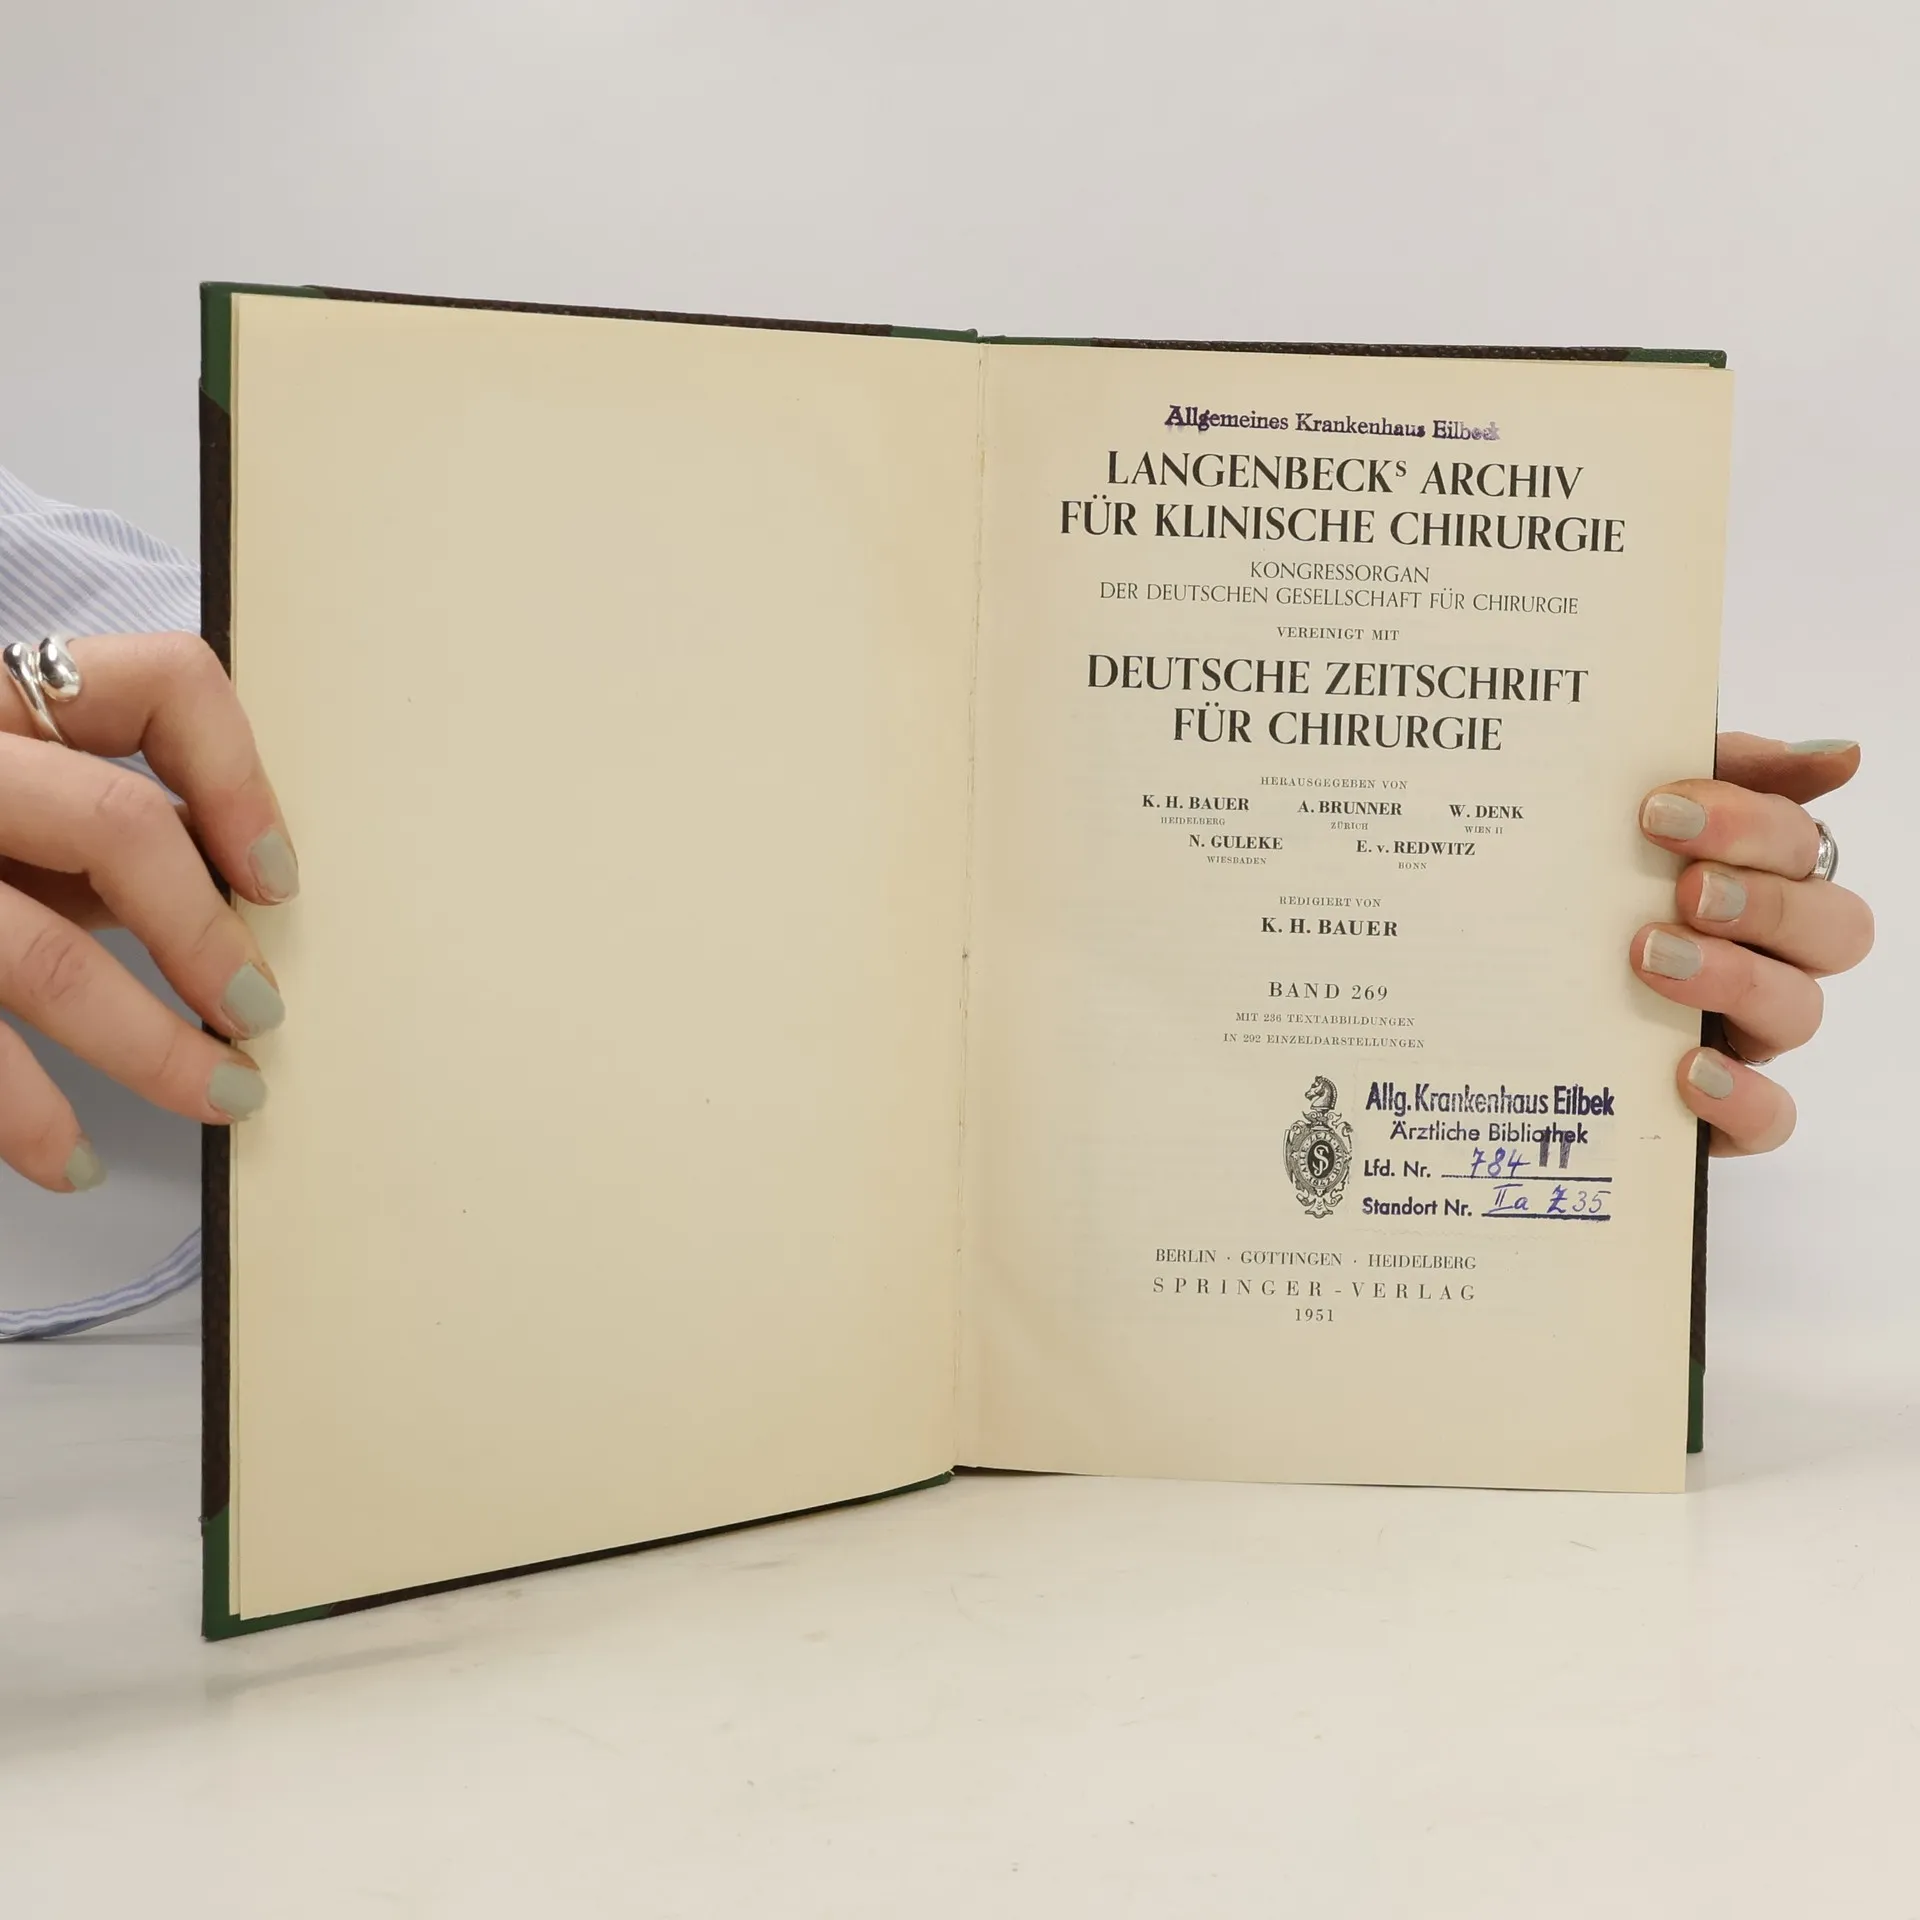 Allgemeines Krankenhaus Eilbeck
LANGENBECKS ARCHIV
FÜR KLINISCHE CHIRURGIE
KONGRESSORGAN
DER DEUTSCHEN GESELLSCHAFT FÜR CHIRURGIE
VEREINIGT MIT
DEUTSCHE ZEITSCHRIFT
FÜR CHIRURGIE
HERAUSGEGEBEN VON
K. H. BAUER A. BRUNNER W. DENK
HEIDELBERG ZÜRICH WIEN II
N. GULEKE E. v. REDWITZ
WIESBADEN BONN
REDIGIERT VON
K. H. BAUER
BAND 269
MIT 236 TEXTABBILDUNGEN
IN 292 EINZELDARSTELLUNGEN
Allg. Krankenhaus Eilbek
Ärztliche Bibliothek
Lfd. Nr. 784 II
Standort Nr. IIa Z 35
BERLIN · GÖTTINGEN · HEIDELBERG
SPRINGER-VERLAG
1951